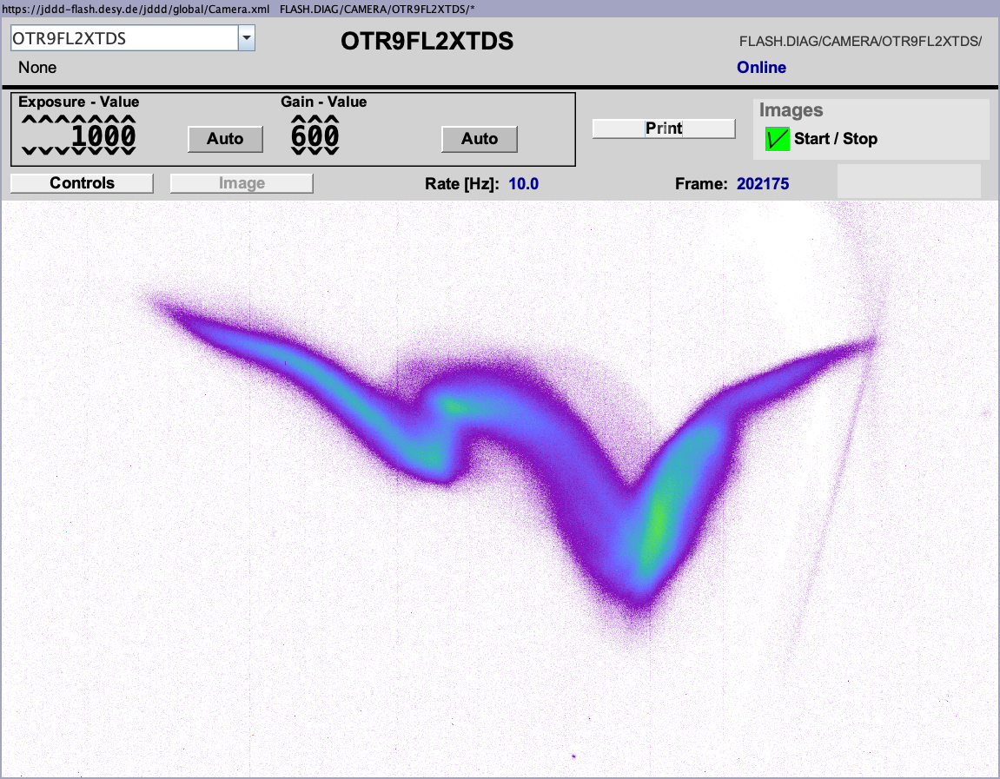 https://jddd-flash.desy.de/jddd/global/Camera.xml FLASH.DIAG/CAMERA/OTR9FL2XTDS/*
OTR9FL2XTDS
OTR9FL2XTDS
FLASH.DIAG/CAMERA/OTR9FL2XTDS/
None
Online
Exposure - Value
Gain - Value
Images
1000
Auto
600
Auto
Print
Start / Stop
Controls
Image
Rate [Hz]: 10.0
Frame: 202175